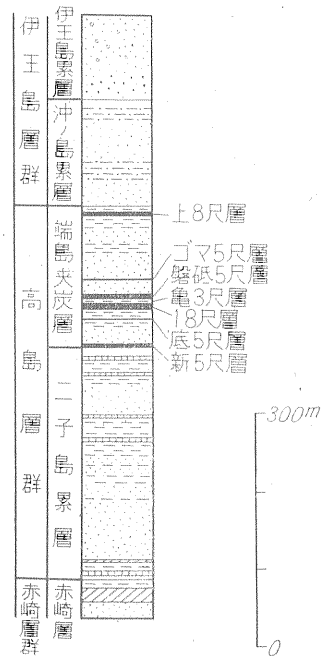 伊王島層群
伊王島累層
沖ノ島累層
高島層群
端島夾炭層
二子島累層
赤崎層群
赤崎層
上8尺層
ゴマ5尺層
磐砥5尺層
亀3尺層
18尺層
底5尺層
新5尺層
300m
0